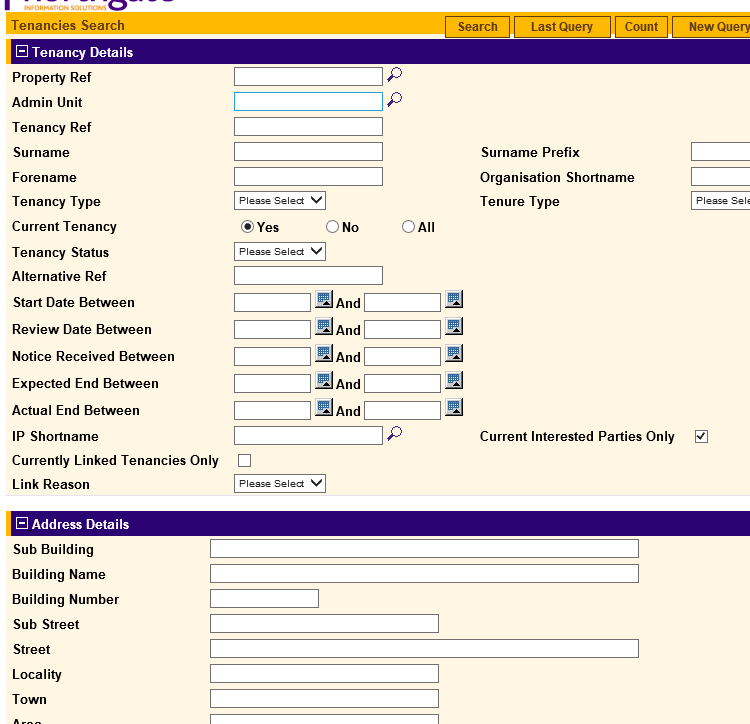 INFORMATION SOLUTIONS
Tenancies Search Search Last Query Count New Query
Tenancy Details
Property Ref
Admin Unit
Tenancy Ref
Surname Surname Prefix
Forename Organisation Shortname
Tenancy Type Please Select Tenure Type Please Sele
Current Tenancy Yes No All
Tenancy Status Please Select
Alternative Ref
Start Date Between And
Review Date Between And
Notice Received Between And
Expected End Between And
Actual End Between And
IP Shortname Current Interested Parties Only
Currently Linked Tenancies Only
Link Reason Please Select
Address Details
Sub Building
Building Name
Building Number
Sub Street
Street
Locality
Town
Area